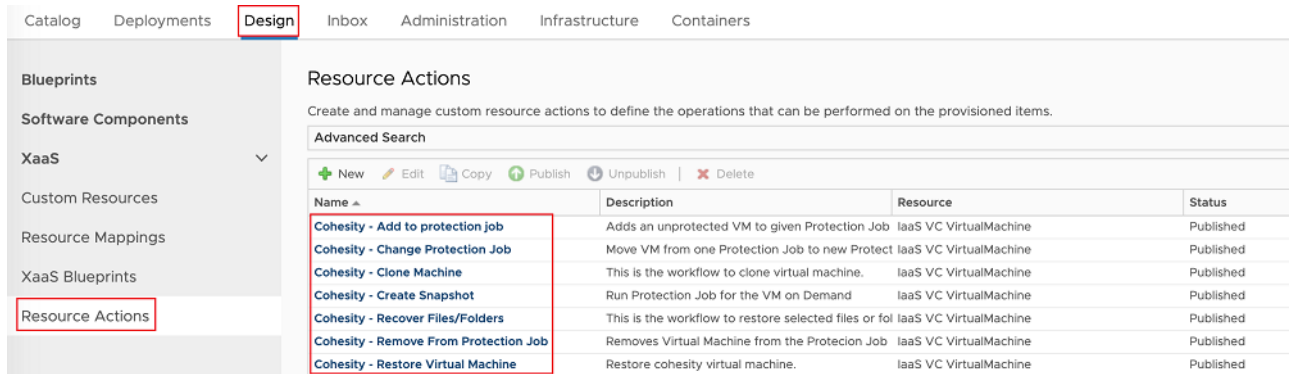 Catalog Deployments Design Inbox Administration Infrastructure Containers
Blueprints
Software Components
XaaS
Custom Resources
Resource Mappings
XaaS Blueprints
Resource Actions
Resource Actions
Create and manage custom resource actions to define the operations that can be performed on the provisioned items.
Advanced Search
New Edit Copy Publish Unpublish | Delete
Name Description Resource Status
Cohesity - Add to protection job Adds an unprotected VM to given Protection Job IaaS VC VirtualMachine Published
Cohesity - Change Protection Job Move VM from one Protection Job to new Protect IaaS VC VirtualMachine Published
Cohesity - Clone Machine This is the workflow to clone virtual machine. IaaS VC VirtualMachine Published
Cohesity - Create Snapshot Run Protection Job for the VM on Demand IaaS VC VirtualMachine Published
Cohesity - Recover Files/Folders This is the workflow to restore selected files or fol IaaS VC VirtualMachine Published
Cohesity - Remove From Protection Job Removes Virtual Machine from the Protecion Job IaaS VC VirtualMachine Published
Cohesity - Restore Virtual Machine Restore cohesity virtual machine. IaaS VC VirtualMachine Published